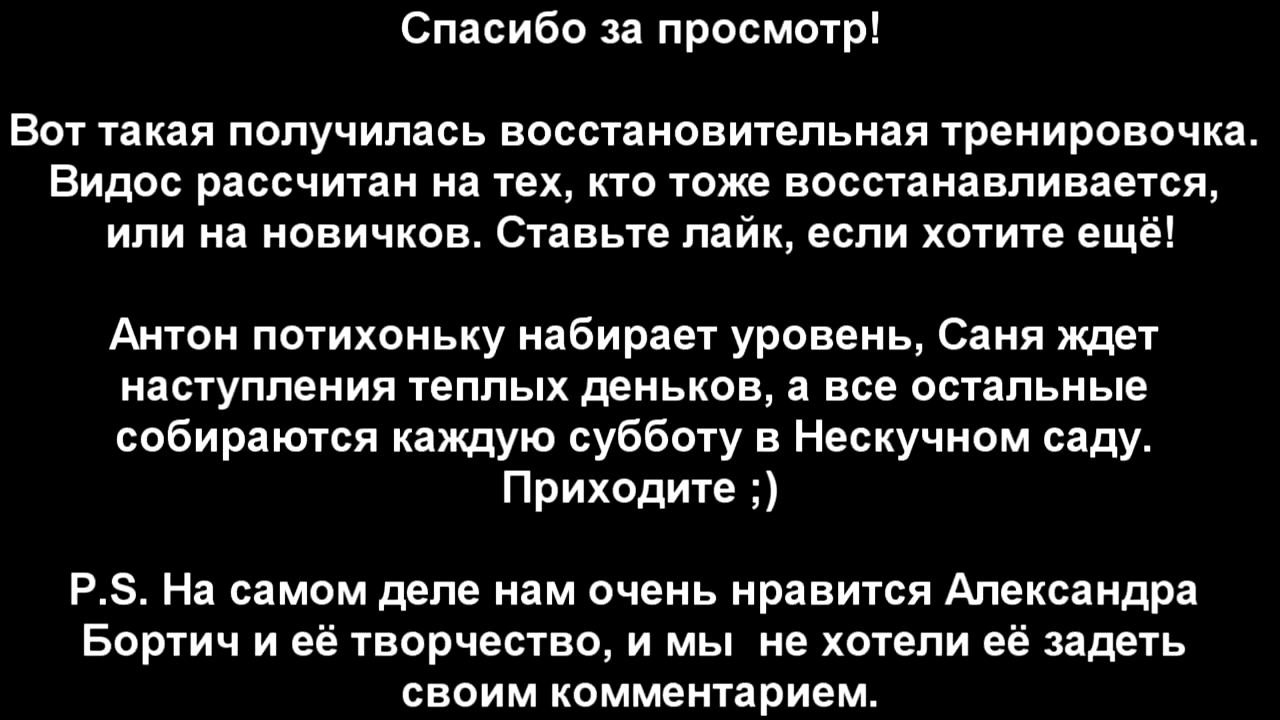 Спасибо за просмотр!
Вот такая получилась восстановительная тренировочка.
Видос рассчитан на тех, кто тоже восстанавливается,
или на новичков. Ставьте лайк, если хотите ещё!
Антон потихоньку набирает уровень, Саня ждет
наступления теплых деньков, а все остальные
собираются каждую субботу в Нескучном саду.
Приходите ;)
P.S. На самом деле нам очень нравится Александра
Бортич и её творчество, и мы  не хотели её задеть
своим комментарием.